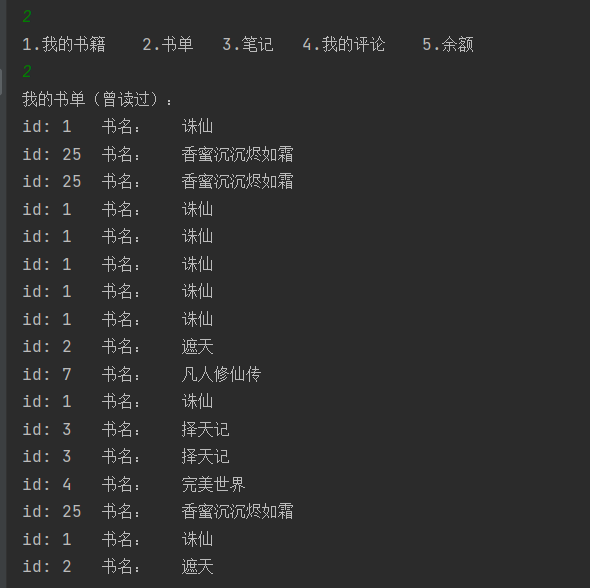 2
1.我的书籍    2.书单   3.笔记   4.我的评论    5.余额
2
我的书单（曾读过）：
id: 1   书名：    诛仙
id: 25  书名：    香蜜沉沉烬如霜
id: 25  书名：    香蜜沉沉烬如霜
id: 1   书名：    诛仙
id: 1   书名：    诛仙
id: 1   书名：    诛仙
id: 1   书名：    诛仙
id: 1   书名：    诛仙
id: 2   书名：    遮天
id: 7   书名：    凡人修仙传
id: 1   书名：    诛仙
id: 3   书名：    择天记
id: 3   书名：    择天记
id: 4   书名：    完美世界
id: 25  书名：    香蜜沉沉烬如霜
id: 1   书名：    诛仙
id: 2   书名：    遮天